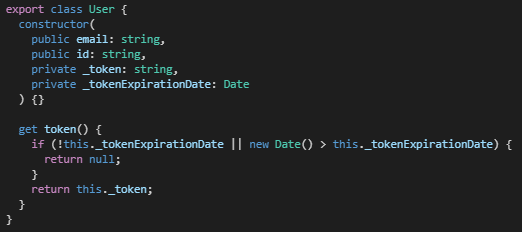 export class User {
  constructor(
    public email: string,
    public id: string,
    private _token: string,
    private _tokenExpirationDate: Date
  ) {}

  get token() {
    if (!this._tokenExpirationDate || new Date() > this._tokenExpirationDate) {
      return null;
    }
    return this._token;
  }
}